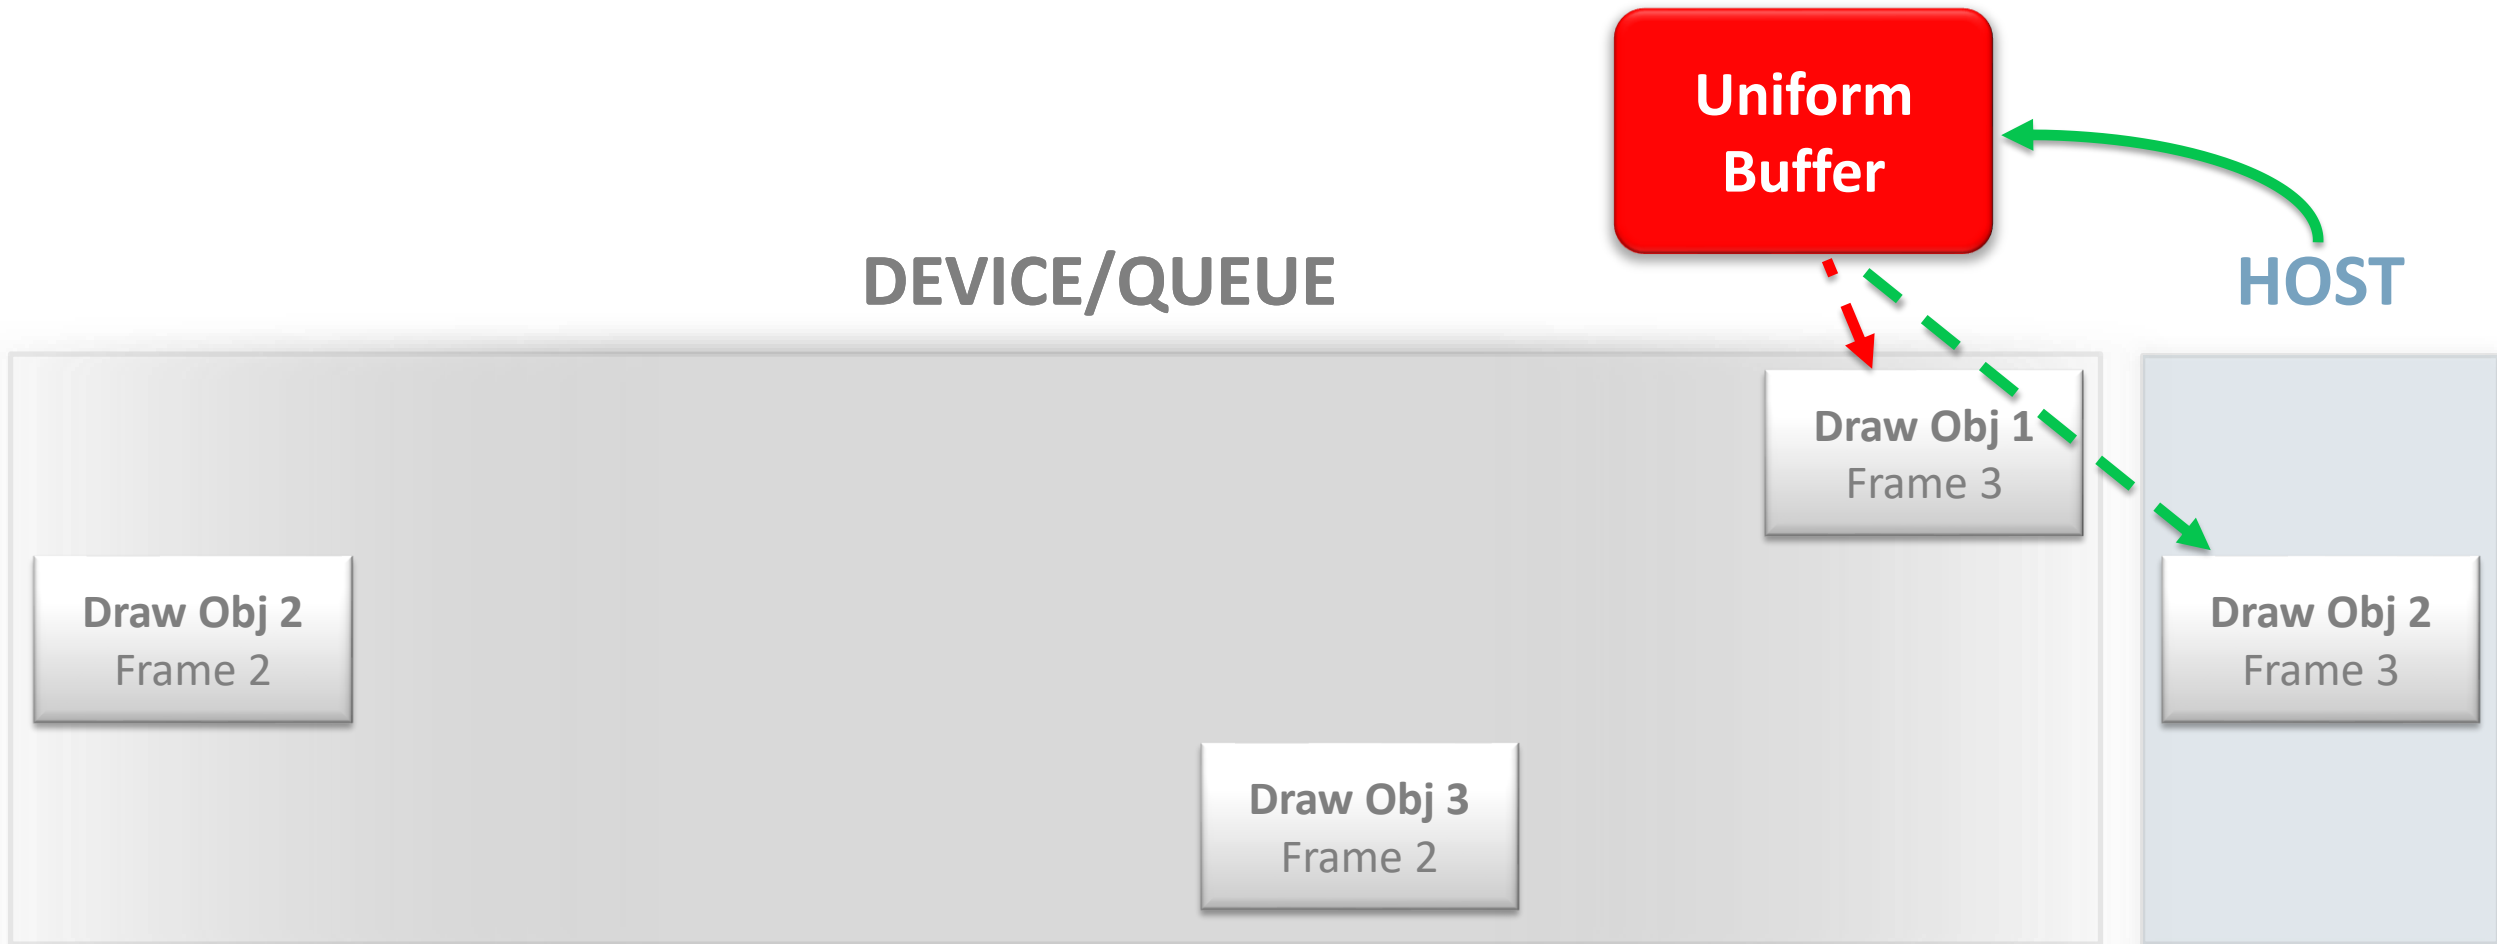 Uniform
Buffer
DEVICE/QUEUE
HOST
Draw Obj 1
Frame 3
Draw Obj 2
Frame 2
Draw Obj 2
Frame 3
Draw Obj 3
Frame 2